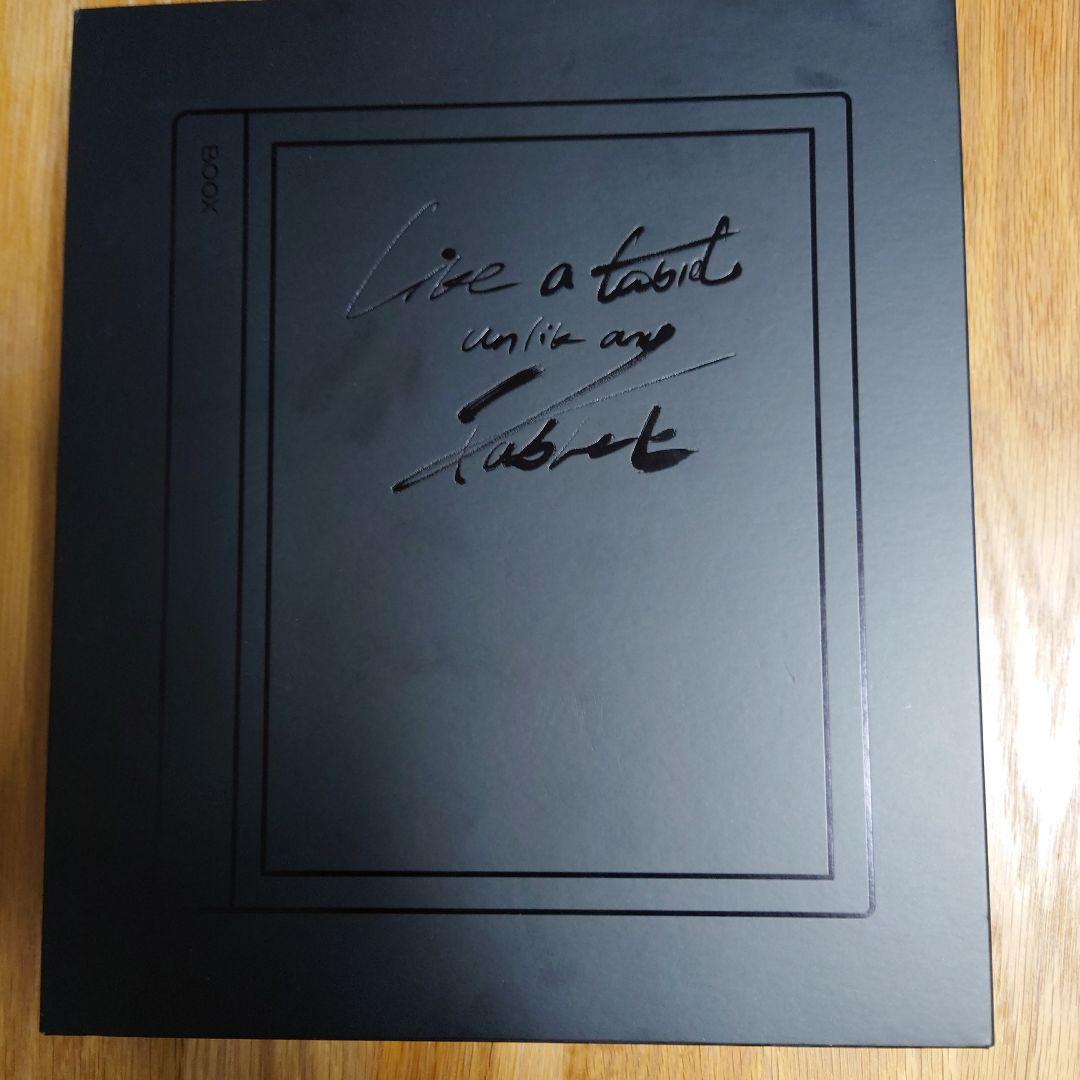 BOOX
Like a tablet
unlike any
tablet